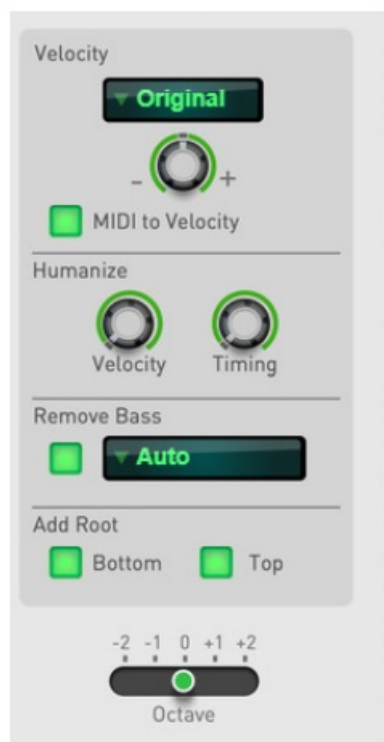 Velocity
Original
- +
MIDI to Velocity
Humanize
Velocity Timing
Remove Bass
Auto
Add Root
Bottom Top
-2 -1 0 +1 +2
Octave